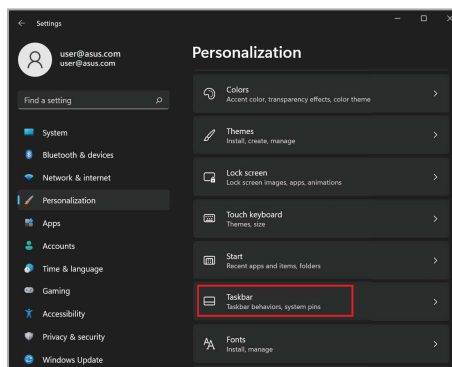 Settings
user@asus.com
user@asus.com
Find a setting
System
Bluetooth & devices
Network & internet
Personalization
Apps
Accounts
Time & language
Gaming
Accessibility
Privacy & security
Windows Update
Personalization
Colors
Accent color, transparency effects, color theme
Themes
Install, create, manage
Lock screen
Lock screen images, apps, animations
Touch keyboard
Themes, size
Start
Recent apps and items, folders
Taskbar
Taskbar behaviors, system pins
Fonts
Install, manage